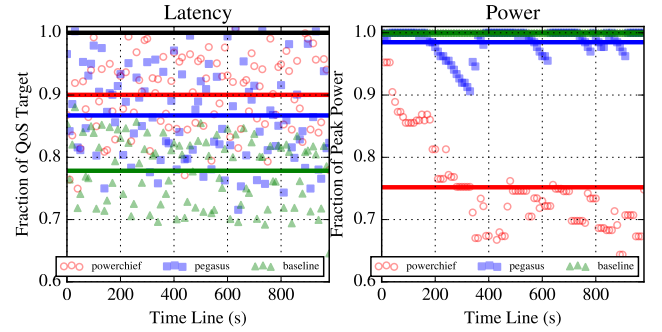 Latency
Fraction of QoS Target
1.0
0.9
0.8
0.7
0.6
powerchief
pegasus
baseline
0
200
400
600
800
Time Line (s)
Power
Fraction of Peak Power
1.0
0.9
0.8
0.7
0.6
powerchief
pegasus
baseline
0
200
400
600
800
Time Line (s)